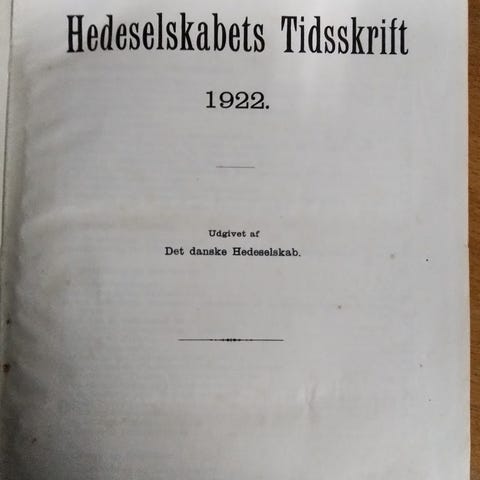 Hedeselskabets Tidsskrift
1922.
Udgivet af
Det danske Hedeselskab.